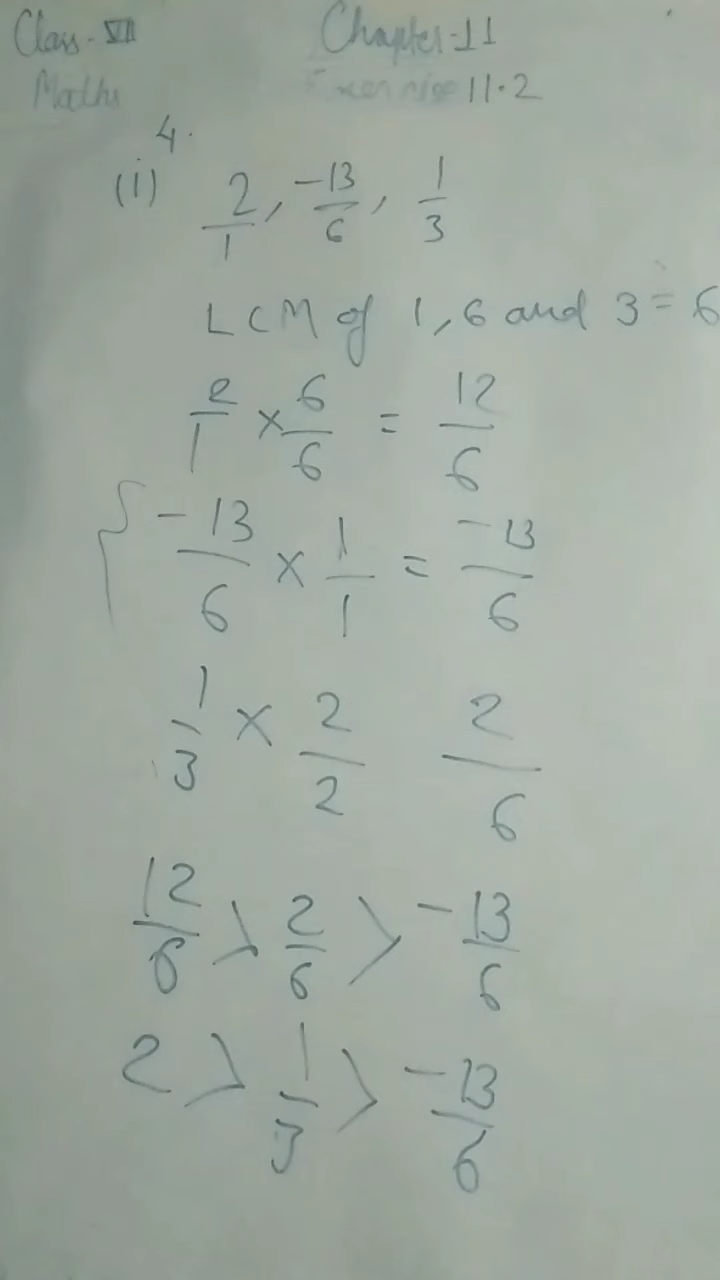 Class-VII Chapter-11
Maths Exercise 11.2
4.
(i) 2/1, -13/6, 1/3
LCM of 1, 6 and 3 = 6
2/1 × 6/6 = 12/6
-13/6 × 1/1 = -13/6
1/3 × 2/2 2/6
12/6 > 2/6 > -13/6
2 > 1/3 > -13/6